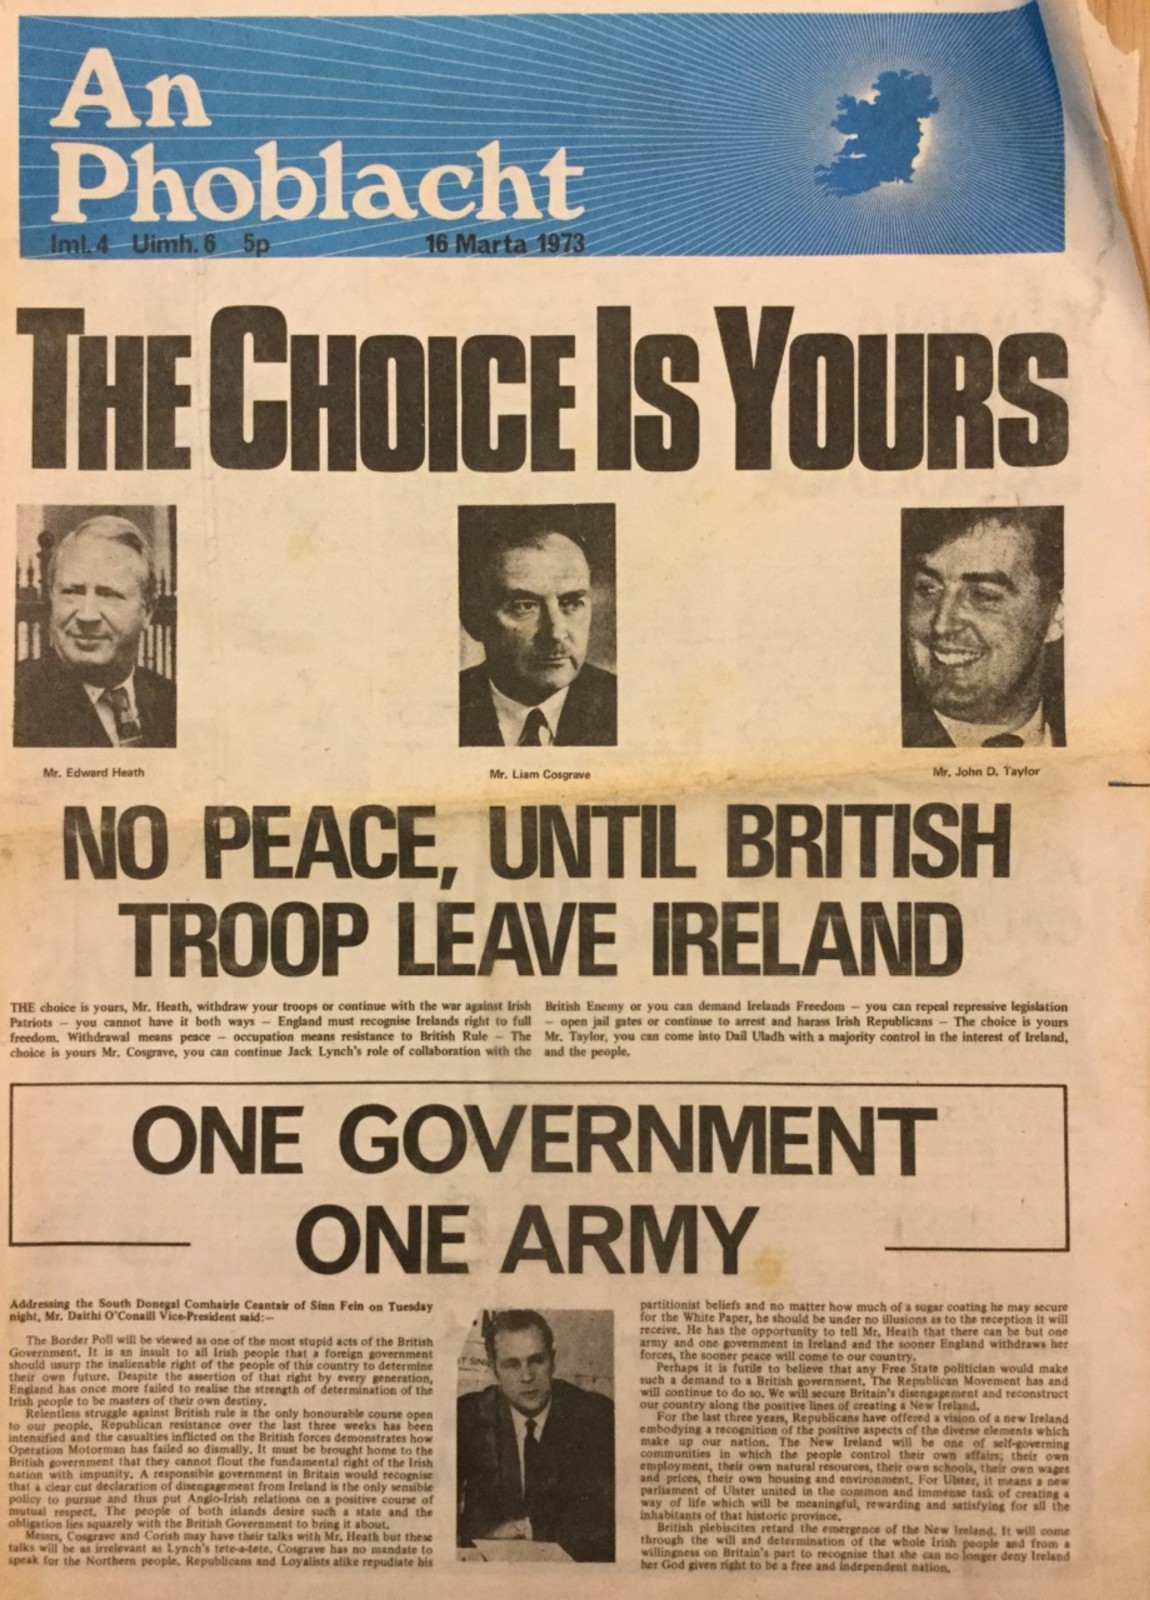 An
Phoblacht
Iml. 4 Uimh. 6 5p 16 Marta 1973
THE CHOICE IS YOURS
Mr. Edward Heath
Mr. Liam Cosgrave
Mr. John D. Taylor
NO PEACE, UNTIL BRITISH
TROOP LEAVE IRELAND
THE choice is yours, Mr. Heath, withdraw your troops or continue with the war against Irish
Patriots — you cannot have it both ways — England must recognise Irelands right to full
freedom. Withdrawal means peace — occupation means resistance to British Rule — The
choice is yours Mr. Cosgrave, you can continue Jack Lynch's role of collaboration with the
British Enemy or you can demand Irelands Freedom — you can repeal repressive legislation
— open jail gates or continue to arrest and harass Irish Republicans — The choice is yours
Mr. Taylor, you can come into Dail Uladh with a majority control in the interest of Ireland,
and the people.
ONE GOVERNMENT
ONE ARMY
Addressing the South Donegal Comhairle Ceantair of Sinn Fein on Tuesday
night, Mr. Daithi O'Conaill Vice-President said:—
The Border Poll will be viewed as one of the most stupid acts of the British
Government. It is an insult to all Irish people that a foreign government
should usurp the inalienable right of the people of this country to determine
their own future. Despite the assertion of that right by every generation,
England has once more failed to realise the strength of determination of the
Irish people to be masters of their own destiny.
Relentless struggle against British rule is the only honourable course open
to our people. Republican resistance over the last three weeks has been
intensified and the casualties inflicted on the British forces demonstrates how
Operation Motorman has failed so dismally. It must be brought home to the
British government that they cannot flout the fundamental right of the Irish
nation with impunity. A responsible government in Britain would recognise
that a clear cut declaration of disengagement from Ireland is the only sensible
policy to pursue and thus put Anglo-Irish relations on a positive course of
mutual respect. The people of both islands desire such a state and the
obligation lies squarely with the British Government to bring it about.
Messrs. Cosgrave and Corish may have their talks with Mr. Heath but these
talks will be as irrelevant as Lynch's tete-a-tete. Cosgrave has no mandate to
speak for the Northern people. Republicans and Loyalists alike repudiate his
partitionist beliefs and no matter how much of a sugar coating he may secure
for the White Paper, he should be under no illusions as to the reception it will
receive. He has the opportunity to tell Mr. Heath that there can be but one
army and one government in Ireland and the sooner England withdraws her
forces, the sooner peace will come to our country.
Perhaps it is futile to believe that any Free State politician would make
such a demand to a British government. The Republican Movement has and
will continue to do so. We will secure Britain's disengagement and reconstruct
our country along the positive lines of creating a New Ireland.
For the last three years, Republicans have offered a vision of a new Ireland
embodying a recognition of the positive aspects of the diverse elements which
make up our nation. The New Ireland will be one of self-governing
communities in which the people control their own affairs; their own
employment, their own natural resources, their own schools, their own wages
and prices, their own housing and environment. For Ulster, it means a new
parliament of Ulster united in the common and immense task of creating a
way of life which will be meaningful, rewarding and satisfying for all the
inhabitants of that historic province.
British plebiscites retard the emergence of the New Ireland. It will come
through the will and determination of the whole Irish people and from a
willingness on Britain's part to recognise that she can no longer deny Ireland
her God given right to be a free and independent nation.